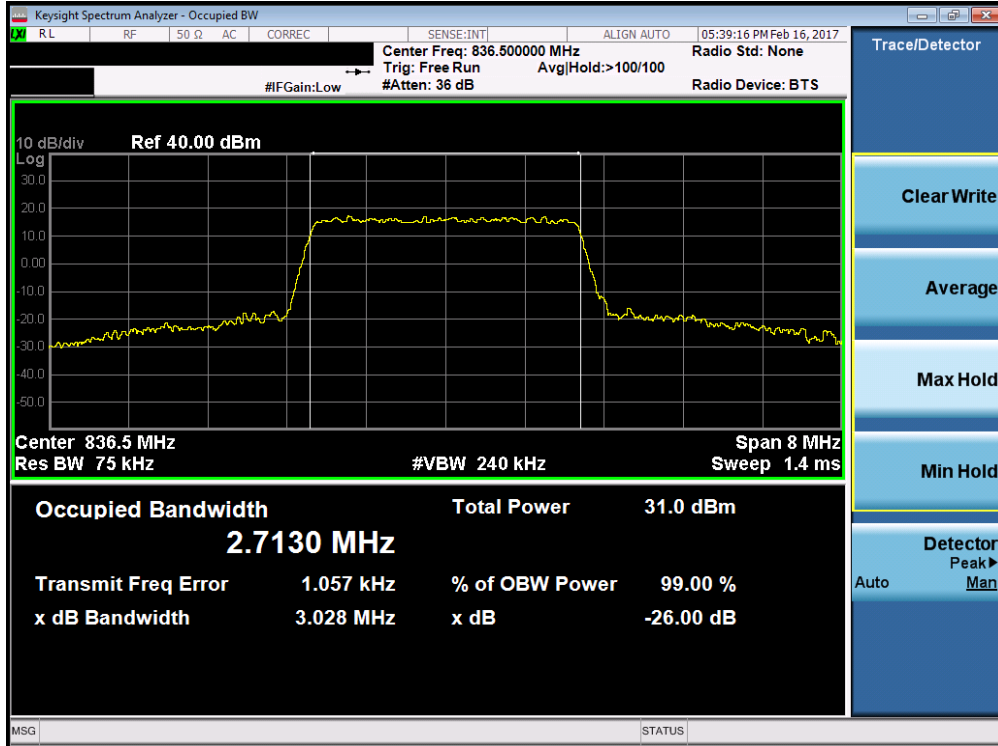 Keysight Spectrum Analyzer - Occupied BW
LXI RL RF 50 Ω AC CORREC SENSE:INT ALIGN AUTO 05:39:16 PM Feb 16, 2017
Center Freq: 836.500000 MHz Radio Std: None
Trig: Free Run Avg|Hold:>100/100
#IFGain:Low #Atten: 36 dB Radio Device: BTS
10 dB/div Ref 40.00 dBm
Log
30.0
20.0
10.0
0.00
-10.0
-20.0
-30.0
-40.0
-50.0
Center 836.5 MHz Span 8 MHz
Res BW 75 kHz #VBW 240 kHz Sweep 1.4 ms
Occupied Bandwidth Total Power 31.0 dBm
2.7130 MHz
Transmit Freq Error 1.057 kHz % of OBW Power 99.00 %
x dB Bandwidth 3.028 MHz x dB -26.00 dB
MSG STATUS
Trace/Detector
Clear Write
Average
Max Hold
Min Hold
Detector
Peak▶
Auto Man